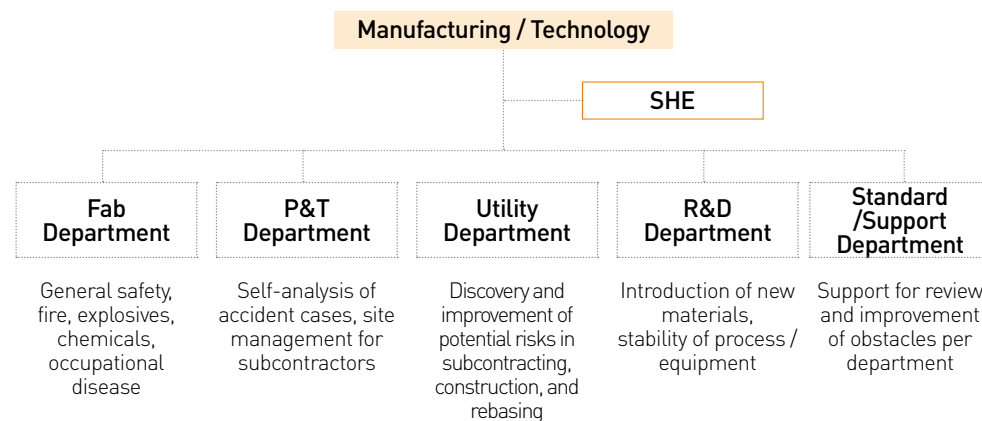 Manufacturing / Technology
SHE
Fab
Department
General safety,
fire, explosives,
chemicals,
occupational
disease
P&T
Department
Self-analysis of
accident cases, site
management for
subcontractors
Utility
Department
Discovery and
improvement of
potential risks in
subcontracting,
construction, and
rebasing
R&D
Department
Introduction of new
materials,
stability of process /
equipment
Standard
/Support
Department
Support for review
and improvement
of obstacles per
department